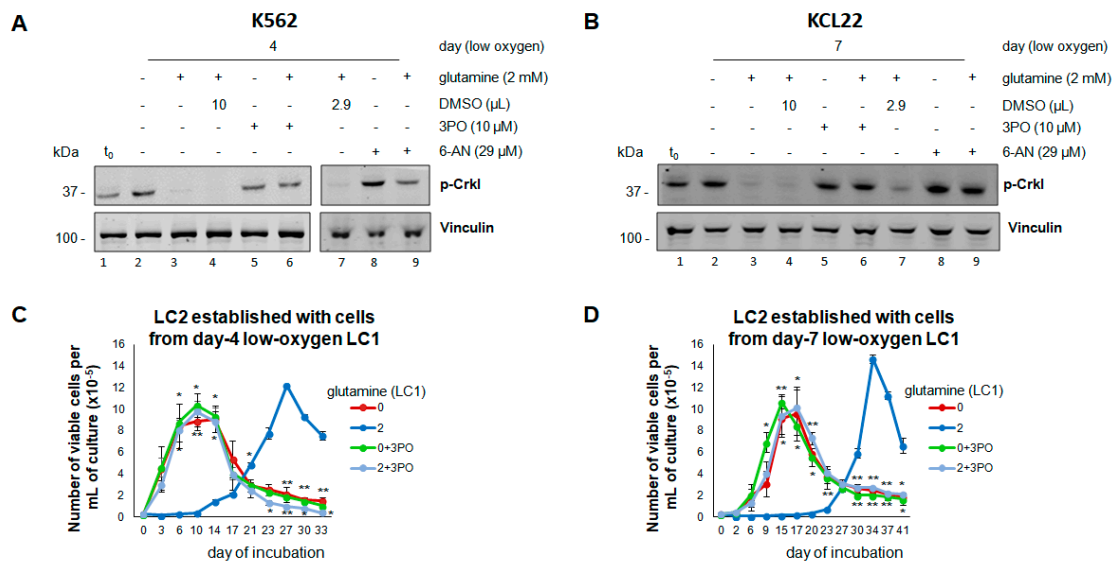 A
K562
4
day (low oxygen)
- - + + - + + - + glutamine (2 mM)
- - - 10 - - 2.9 - - DMSO (µL)
- - - + + - - - 3PO (10 µM)
kDa t0 - - - - - - + + 6-AN (29 µM)
37 - p-Crkl
100 - Vinculin
1 2 3 4 5 6 7 8 9
B
KCL22
7
day (low oxygen)
- + + - + + - + glutamine (2 mM)
- - 10 - - 2.9 - - DMSO (µL)
- - - + + - - - 3PO (10 µM)
kDa t0 - - - - - - + + 6-AN (29 µM)
37 - p-Crkl
100 - Vinculin
1 2 3 4 5 6 7 8 9
C
LC2 established with cells
from day-4 low-oxygen LC1
Number of viable cells per
mL of culture (x10-5)
16
14
12
10
8
6
4
2
0
glutamine (LC1)
0
2
0+3PO
2+3PO
0 3 6 10 14 17 21 23 27 30 33
day of incubation
D
LC2 established with cells
from day-7 low-oxygen LC1
Number of viable cells per
mL of culture (x10-5)
16
14
12
10
8
6
4
2
0
glutamine (LC1)
0
2
0+3PO
2+3PO
0 2 6 9 15 17 20 23 27 30 34 37 41
day of incubation